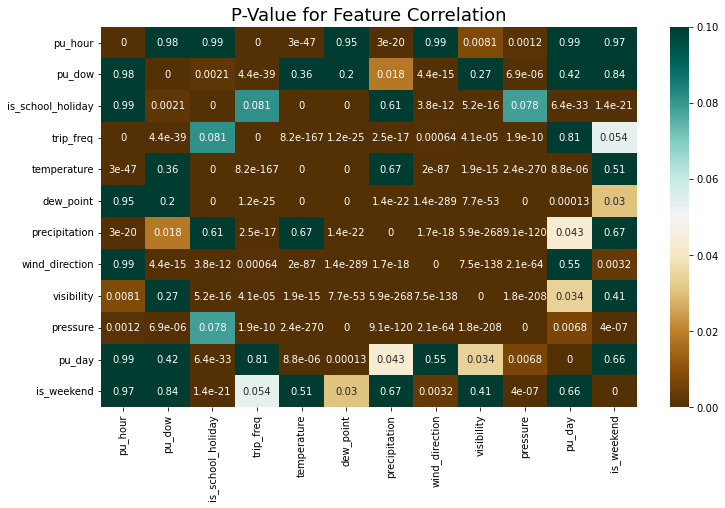 P-Value for Feature Correlation
pu_hour 0 0.98 0.99 0 3e-47 0.95 3e-20 0.99 0.0081 0.0012 0.99 0.97
pu_dow 0.98 0 0.0021 4.4e-39 0.36 0.2 0.018 4.4e-15 0.27 6.9e-06 0.42 0.84
is_school_holiday 0.99 0.0021 0 0.081 0 0 0.61 3.8e-12 5.2e-16 0.078 6.4e-33 1.4e-21
trip_freq 0 4.4e-39 0.081 0 8.2e-167 1.2e-25 2.5e-17 0.00064 4.1e-05 1.9e-10 0.81 0.054
temperature 3e-47 0.36 0 8.2e-167 0 0 0.67 2e-87 1.9e-15 2.4e-270 8.8e-06 0.51
dew_point 0.95 0.2 0 1.2e-25 0 0 1.4e-22 1.4e-289 7.7e-53 0 0.00013 0.03
precipitation 3e-20 0.018 0.61 2.5e-17 0.67 1.4e-22 0 1.7e-18 5.9e-268 9.1e-120 0.043 0.67
wind_direction 0.99 4.4e-15 3.8e-12 0.00064 2e-87 1.4e-289 1.7e-18 0 7.5e-138 2.1e-64 0.55 0.0032
visibility 0.0081 0.27 5.2e-16 4.1e-05 1.9e-15 7.7e-53 5.9e-268 7.5e-138 0 1.8e-208 0.034 0.41
pressure 0.0012 6.9e-06 0.078 1.9e-10 2.4e-270 0 9.1e-120 2.1e-64 1.8e-208 0 0.0068 4e-07
pu_day 0.99 0.42 6.4e-33 0.81 8.8e-06 0.00013 0.043 0.55 0.034 0.0068 0 0.66
is_weekend 0.97 0.84 1.4e-21 0.054 0.51 0.03 0.67 0.0032 0.41 4e-07 0.66 0
pu_hour
pu_dow
is_school_holiday
trip_freq
temperature
dew_point
precipitation
wind_direction
visibility
pressure
pu_day
is_weekend
0.10
0.08
0.06
0.04
0.02
0.00